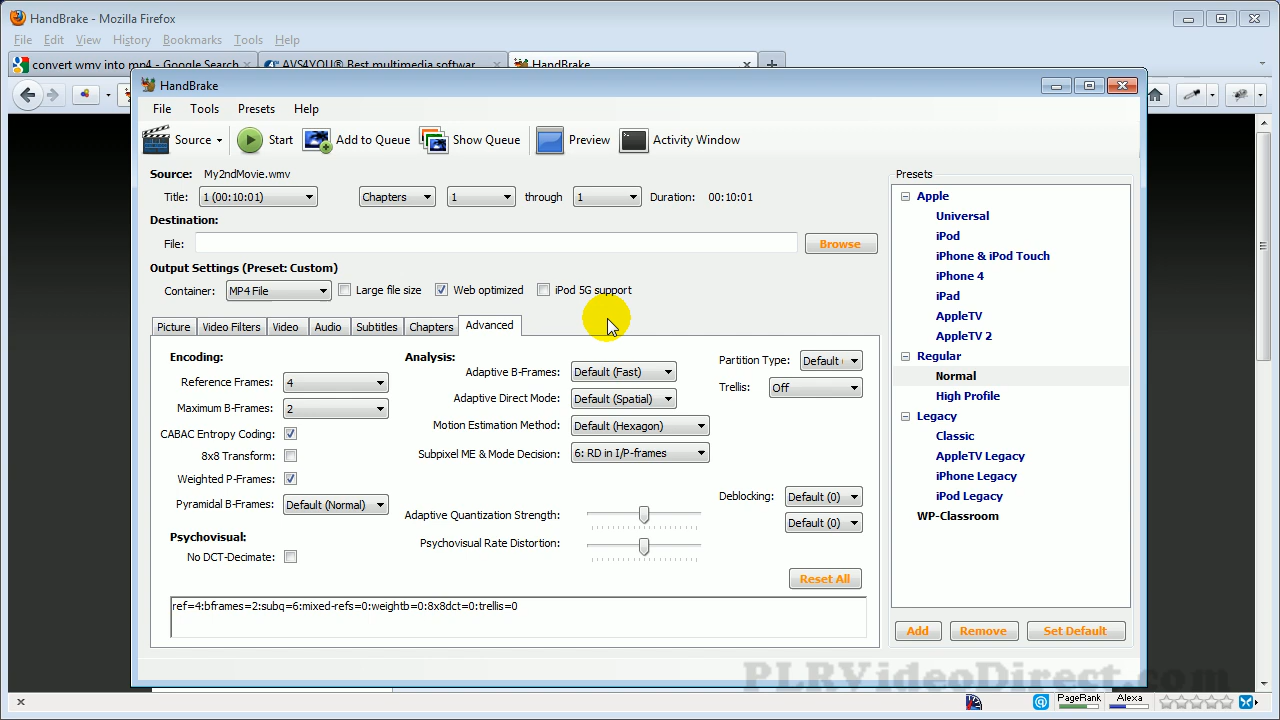 HandBrake - Mozilla Firefox
File Edit View History Bookmarks Tools Help
convert wmv into mp4 - Google Search
AVS4YOU® Best multimedia softwar
HandBrake
HandBrake
File Tools Presets Help
Source Start Add to Queue Show Queue Preview Activity Window
Source: My2ndMovie.wmv
Title: 1 (00:10:01) Chapters 1 through 1 Duration: 00:10:01
Destination:
File: Browse
Output Settings (Preset: Custom)
Container: MP4 File Large file size Web optimized iPod 5G support
Picture Video Filters Video Audio Subtitles Chapters Advanced
Encoding:
Reference Frames: 4
Maximum B-Frames: 2
CABAC Entropy Coding:
8x8 Transform:
Weighted P-Frames:
Pyramidal B-Frames: Default (Normal)
Psychovisual:
No DCT-Decimate:
Analysis:
Adaptive B-Frames: Default (Fast)
Adaptive Direct Mode: Default (Spatial)
Motion Estimation Method: Default (Hexagon)
Subpixel ME & Mode Decision: 6: RD in I/P-frames
Adaptive Quantization Strength:
Psychovisual Rate Distortion:
Partition Type: Default
Trellis: Off
Deblocking: Default (0)
Default (0)
Reset All
ref=4:bframes=2:subq=6:mixed-refs=0:weightb=0:8x8dct=0:trellis=0
Presets
Apple
Universal
iPod
iPhone & iPod Touch
iPhone 4
iPad
AppleTV
AppleTV 2
Regular
Normal
High Profile
Legacy
Classic
AppleTV Legacy
iPhone Legacy
iPod Legacy
WP-Classroom
Add Remove Set Default
PLRVideoDirect.com
PageRank Alexa